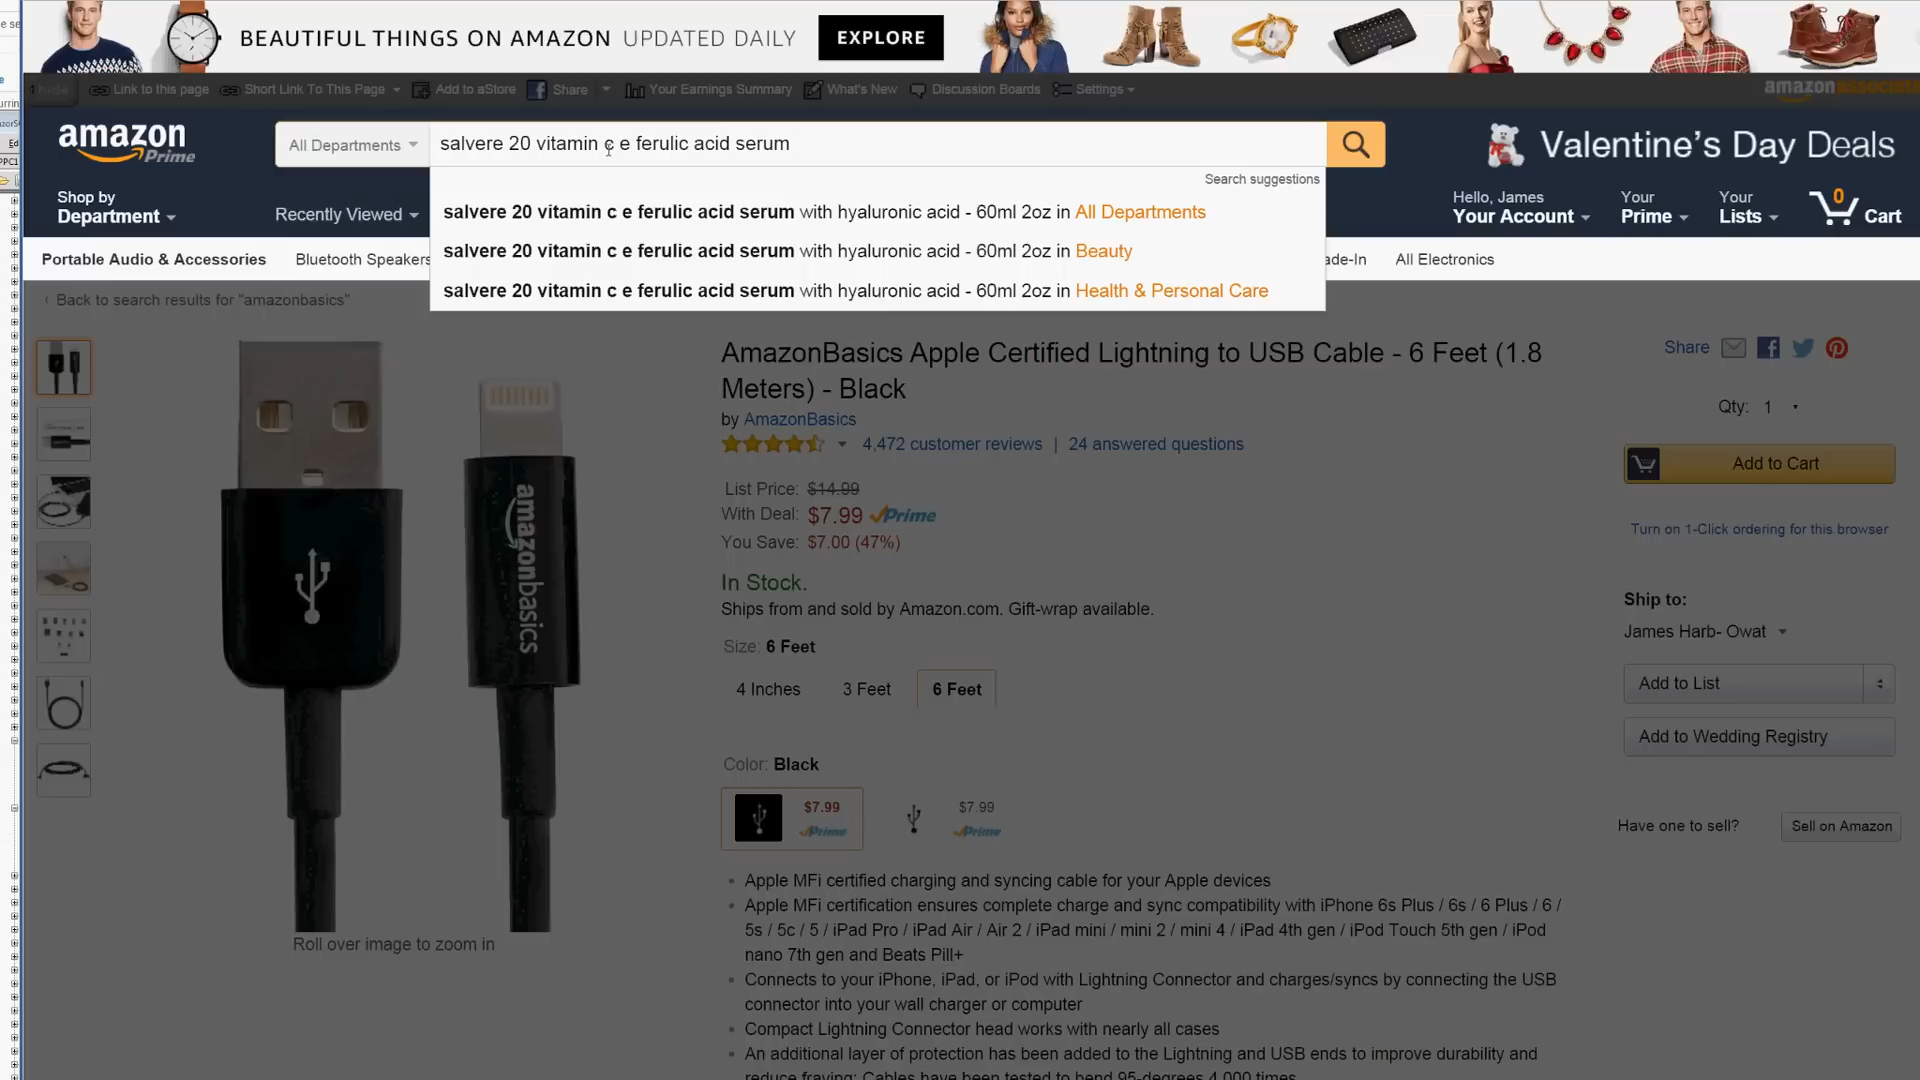 BEAUTIFUL THINGS ON AMAZON UPDATED DAILY EXPLORE
Link to this page Short Link To This Page Add to aStore Share Your Earnings Summary What's New Discussion Boards Settings
amazon Prime
All Departments
salvere 20 vitamin c e ferulic acid serum
Valentine's Day Deals
Search suggestions
salvere 20 vitamin c e ferulic acid serum with hyaluronic acid - 60ml 2oz in All Departments
salvere 20 vitamin c e ferulic acid serum with hyaluronic acid - 60ml 2oz in Beauty
salvere 20 vitamin c e ferulic acid serum with hyaluronic acid - 60ml 2oz in Health & Personal Care
Shop by
Department
Recently Viewed
Hello, James
Your Account
Your
Prime
Your
Lists
0
Cart
Portable Audio & Accessories Bluetooth Speakers All Electronics
‹ Back to search results for "amazonbasics"
amazonbasics
Roll over image to zoom in
AmazonBasics Apple Certified Lightning to USB Cable - 6 Feet (1.8
Meters) - Black
by AmazonBasics
4,472 customer reviews | 24 answered questions
List Price: $14.99
With Deal: $7.99 Prime
You Save: $7.00 (47%)
In Stock.
Ships from and sold by Amazon.com. Gift-wrap available.
Size: 6 Feet
4 Inches 3 Feet 6 Feet
Color: Black
$7.99 $7.99
Prime Prime
Apple MFi certified charging and syncing cable for your Apple devices
Apple MFi certification ensures complete charge and sync compatibility with iPhone 6s Plus / 6s / 6 Plus / 6 /
5s / 5c / 5 / iPad Pro / iPad Air / Air 2 / iPad mini / mini 2 / mini 4 / iPad 4th gen / iPod Touch 5th gen / iPod
nano 7th gen and Beats Pill+
Connects to your iPhone, iPad, or iPod with Lightning Connector and charges/syncs by connecting the USB
connector into your wall charger or computer
Compact Lightning Connector head works with nearly all cases
An additional layer of protection has been added to the Lightning and USB ends to improve durability and
reduce fraying; Cables have been tested to bend 95-degrees 4,000 times
Share
Qty: 1
Add to Cart
Turn on 1-Click ordering for this browser
Ship to:
James Harb- Owat
Add to List
Add to Wedding Registry
Have one to sell? Sell on Amazon